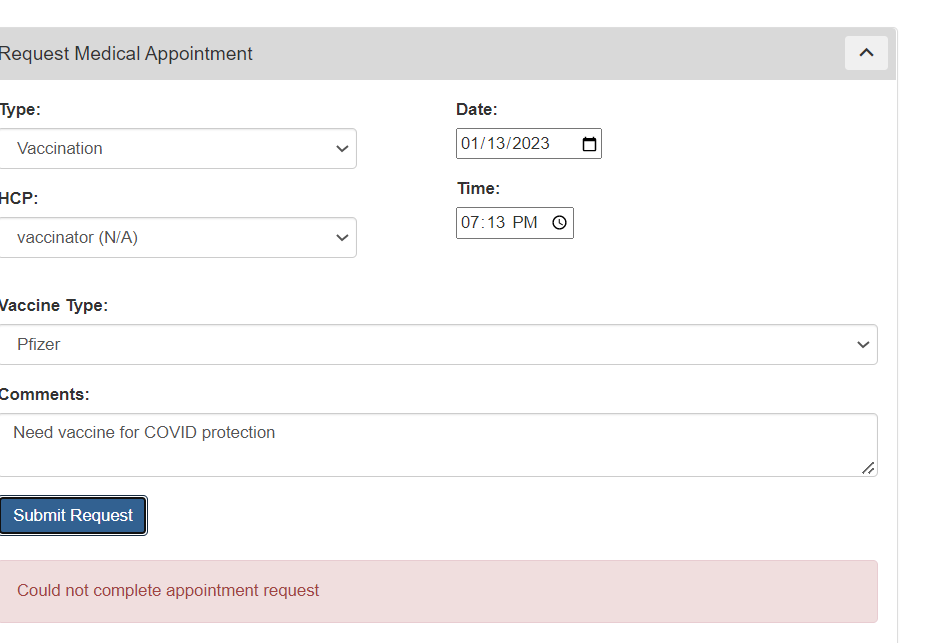 Request Medical Appointment
Type:
Vaccination
Date:
01/13/2023
HCP:
vaccinator (N/A)
Time:
07:13 PM
Vaccine Type:
Pfizer
Comments:
Need vaccine for COVID protection
Submit Request
Could not complete appointment request